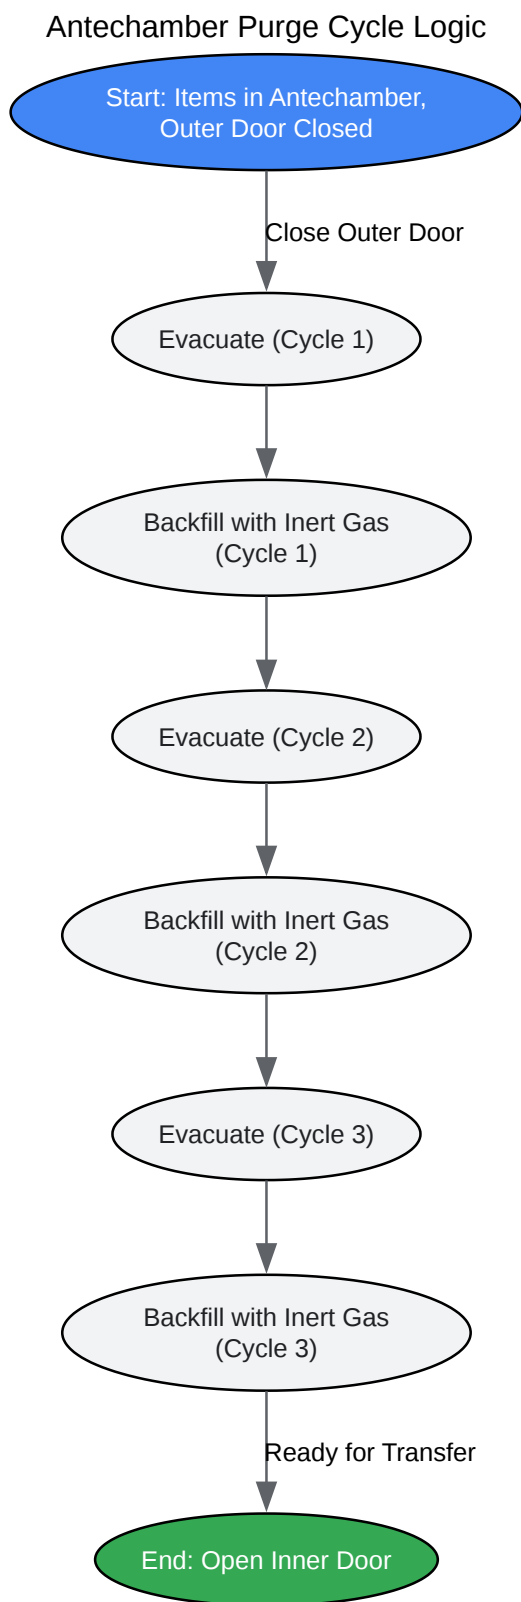 Antechamber Purge Cycle Logic
Start: Items in Antechamber,
Outer Door Closed
Close Outer Door
Evacuate (Cycle 1)
Backfill with Inert Gas
(Cycle 1)
Evacuate (Cycle 2)
Backfill with Inert Gas
(Cycle 2)
Evacuate (Cycle 3)
Backfill with Inert Gas
(Cycle 3)
Ready for Transfer
End: Open Inner Door